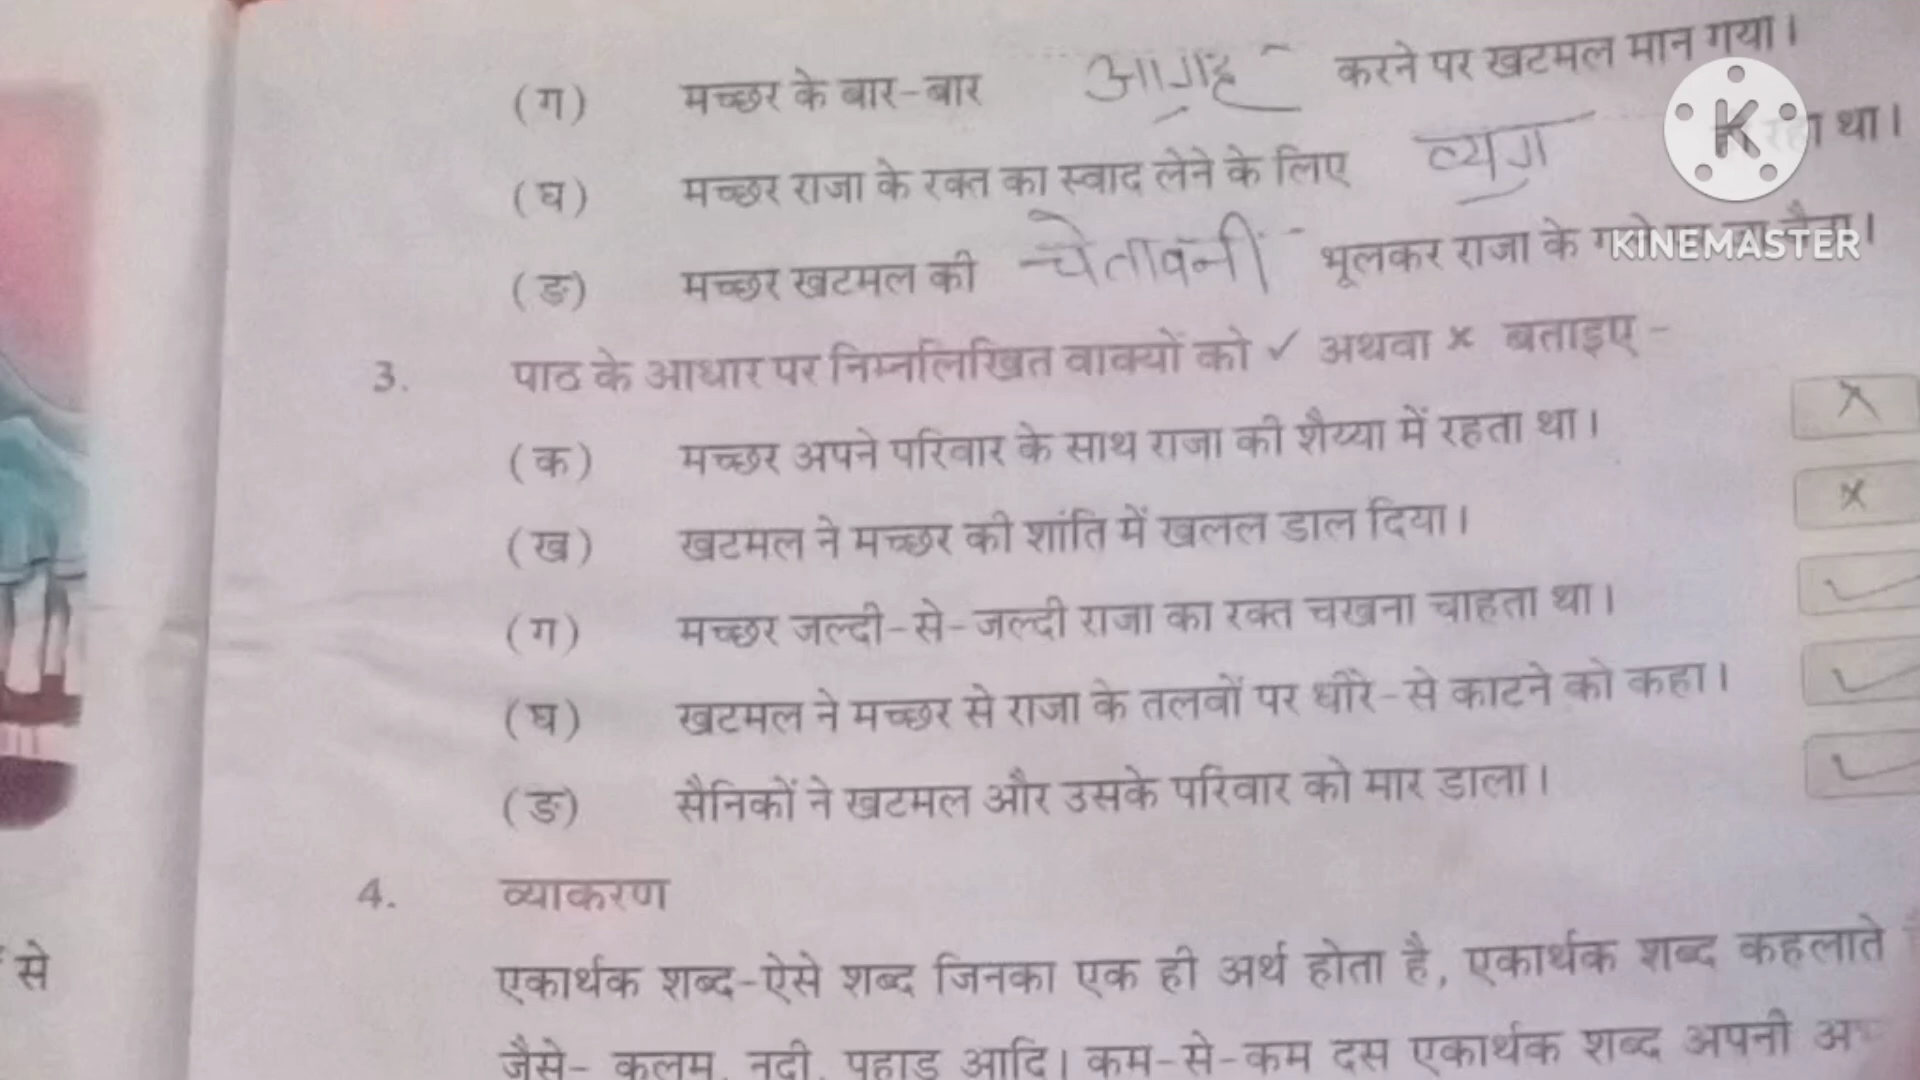 (ग) मच्छर के बार-बार आग्रह करने पर खटमल मान गया।
(घ) मच्छर राजा के रक्त का स्वाद लेने के लिए व्यग्र था।
(ङ) मच्छर खटमल की चेतावनी भूलकर राजा के
KINEMASTER
3. पाठ के आधार पर निम्नलिखित वाक्यों को ✓ अथवा × बताइए -
(क) मच्छर अपने परिवार के साथ राजा की शैय्या में रहता था। ×
(ख) खटमल ने मच्छर की शांति में खलल डाल दिया। ×
(ग) मच्छर जल्दी-से-जल्दी राजा का रक्त चखना चाहता था। ✓
(घ) खटमल ने मच्छर से राजा के तलवों पर धीरे-से काटने को कहा। ✓
(ङ) सैनिकों ने खटमल और उसके परिवार को मार डाला। ✓
4. व्याकरण
से
एकार्थक शब्द-ऐसे शब्द जिनका एक ही अर्थ होता है, एकार्थक शब्द कहलाते
जैसे- कलम, नदी, पहाड़ आदि। कम-से-कम दस एकार्थक शब्द अपनी